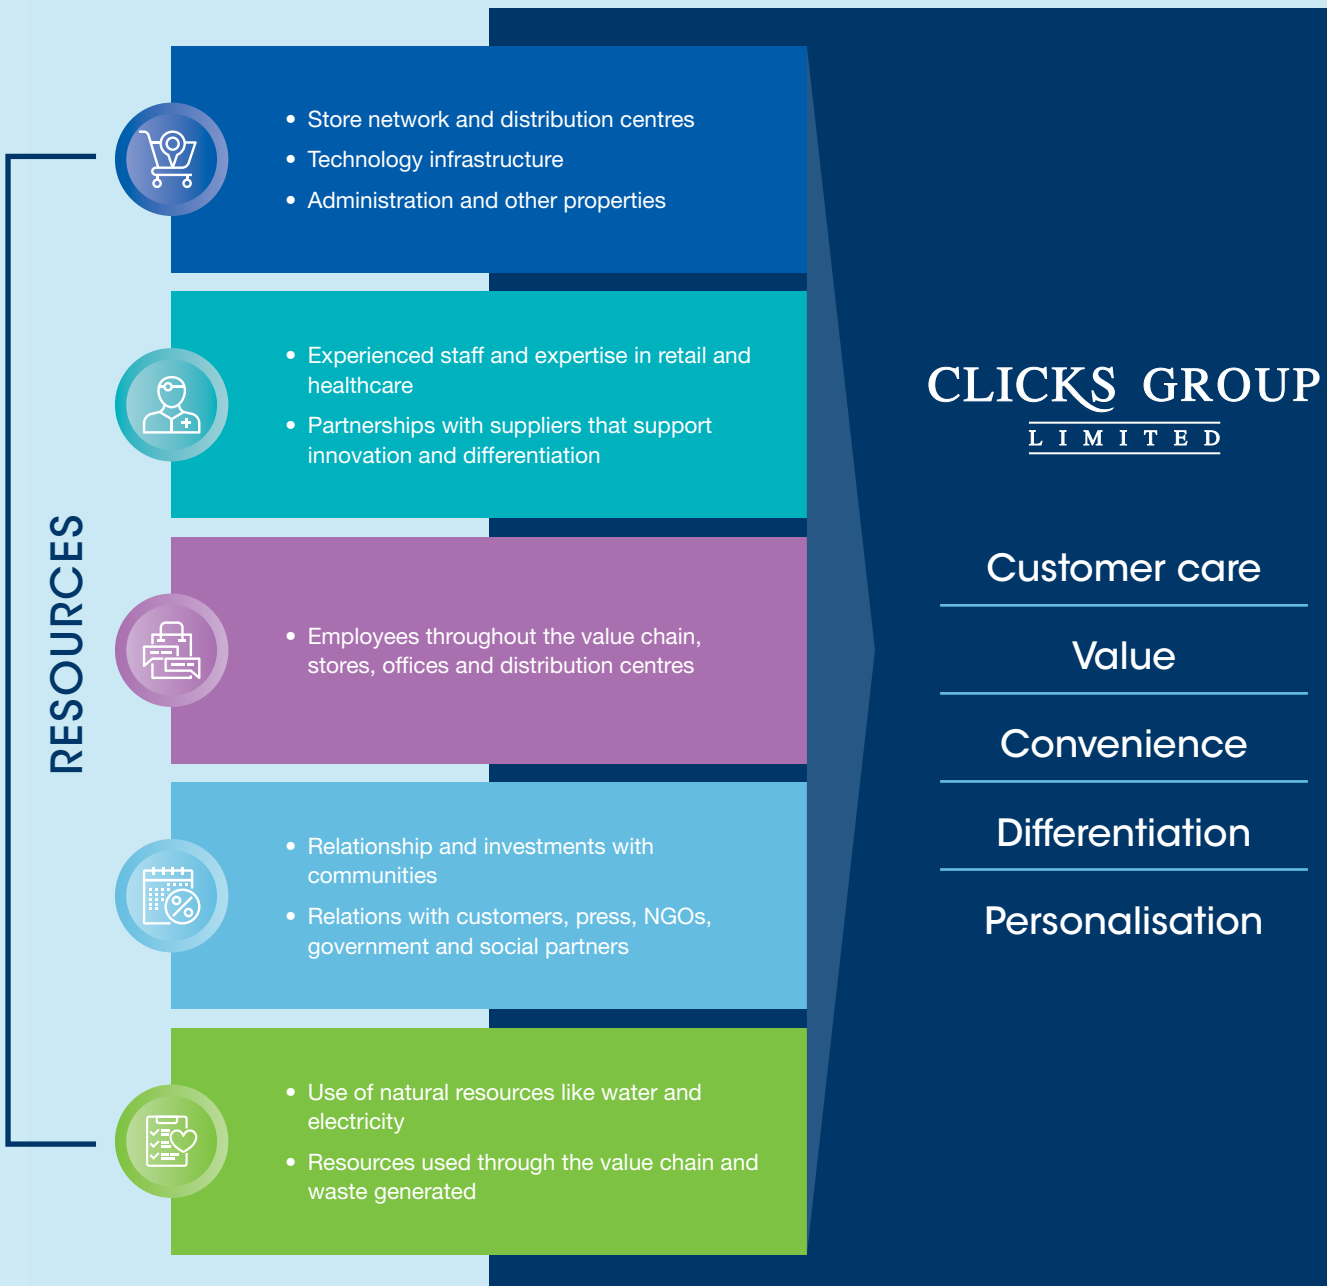 RESOURCES
• Store network and distribution centres
• Technology infrastructure
• Administration and other properties
• Experienced staff and expertise in retail and
healthcare
• Partnerships with suppliers that support
innovation and differentiation
• Employees throughout the value chain,
stores, offices and distribution centres
• Relationship and investments with
communities
• Relations with customers, press, NGOs,
government and social partners
• Use of natural resources like water and
electricity
• Resources used through the value chain and
waste generated
CLICKS GROUP
LIMITED
Customer care
Value
Convenience
Differentiation
Personalisation